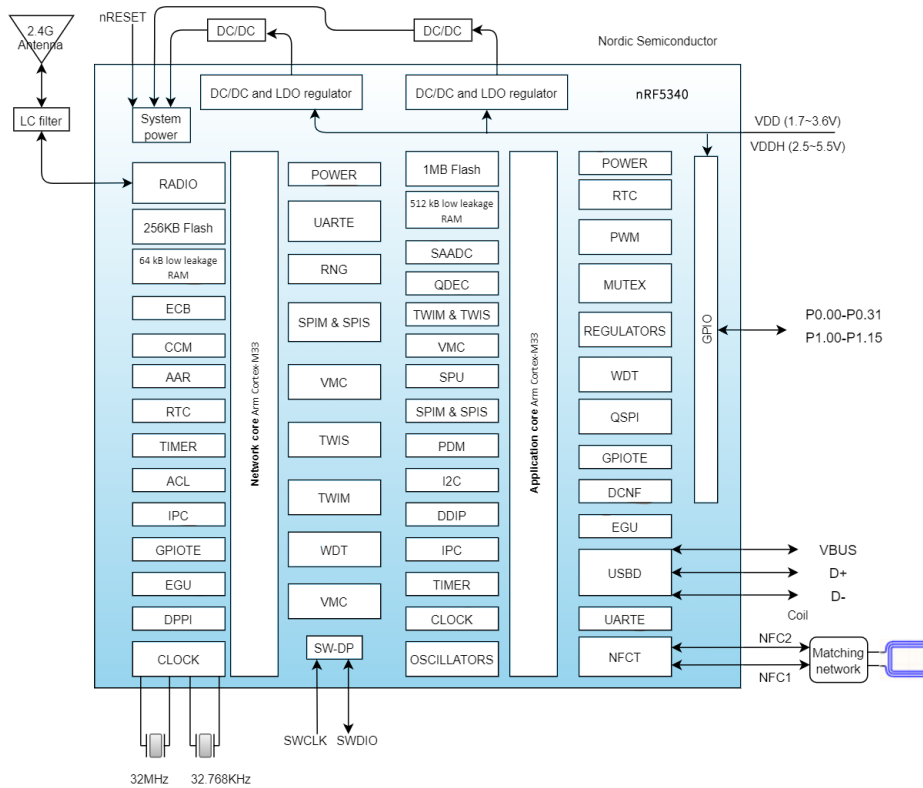 nRESET
2.4G
Antenna
DC/DC
DC/DC
Nordic Semiconductor
DC/DC and LDO regulator
DC/DC and LDO regulator
nRF5340
LC filter
System
power
VDD (1.7~3.6V)
VDDH (2.5~5.5V)
RADIO
256KB Flash
64 kB low leakage
RAM
ECB
CCM
AAR
RTC
TIMER
ACL
IPC
GPIOTE
EGU
DPPI
CLOCK
Network core Arm Cortex-M33
POWER
UARTE
RNG
SPIM & SPIS
VMC
TWIS
TWIM
WDT
VMC
SW-DP
1MB Flash
512 kB low leakage
RAM
SAADC
QDEC
TWIM & TWIS
VMC
SPU
SPIM & SPIS
PDM
I2C
DDIP
IPC
TIMER
CLOCK
OSCILLATORS
Application core Arm Cortex-M33
POWER
RTC
PWM
MUTEX
REGULATORS
WDT
QSPI
GPIOTE
DCNF
EGU
USBD
UARTE
NFCT
GPIO
P0.00-P0.31
P1.00-P1.15
VBUS
D+
D-
Coil
NFC2
NFC1
Matching
network
SWCLK
SWDIO
32MHz
32.768KHz